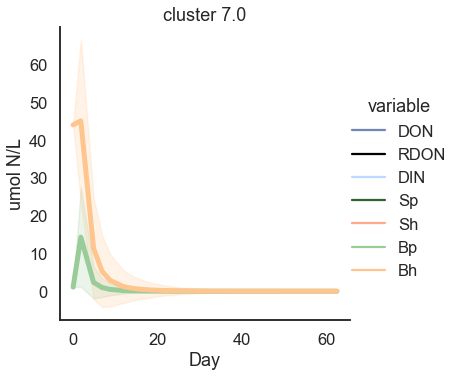 cluster 7.0
umol N/L
60
50
40
30
20
10
0
0 20 40 60
Day
variable
DON
RDON
DIN
Sp
Sh
Bp
Bh